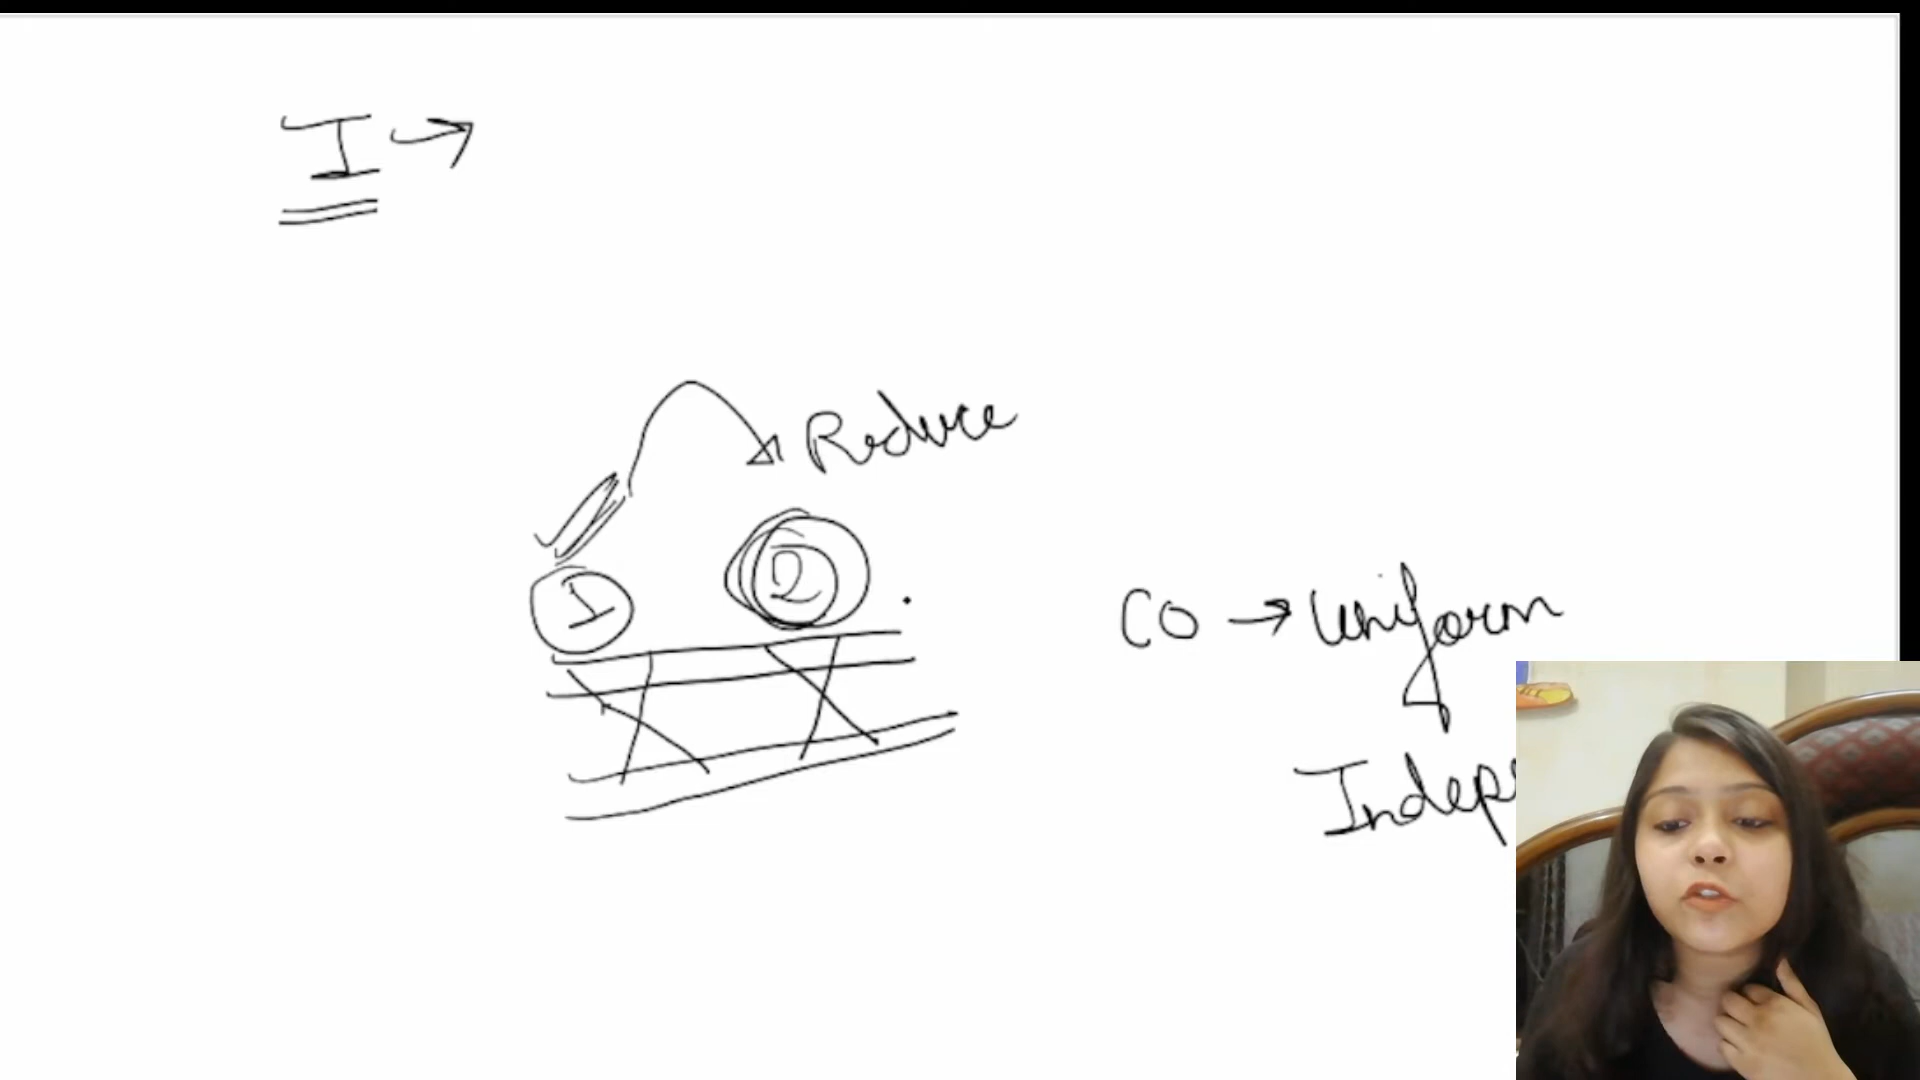 I →
Reduce
1 2
CO → Uniform
Indep